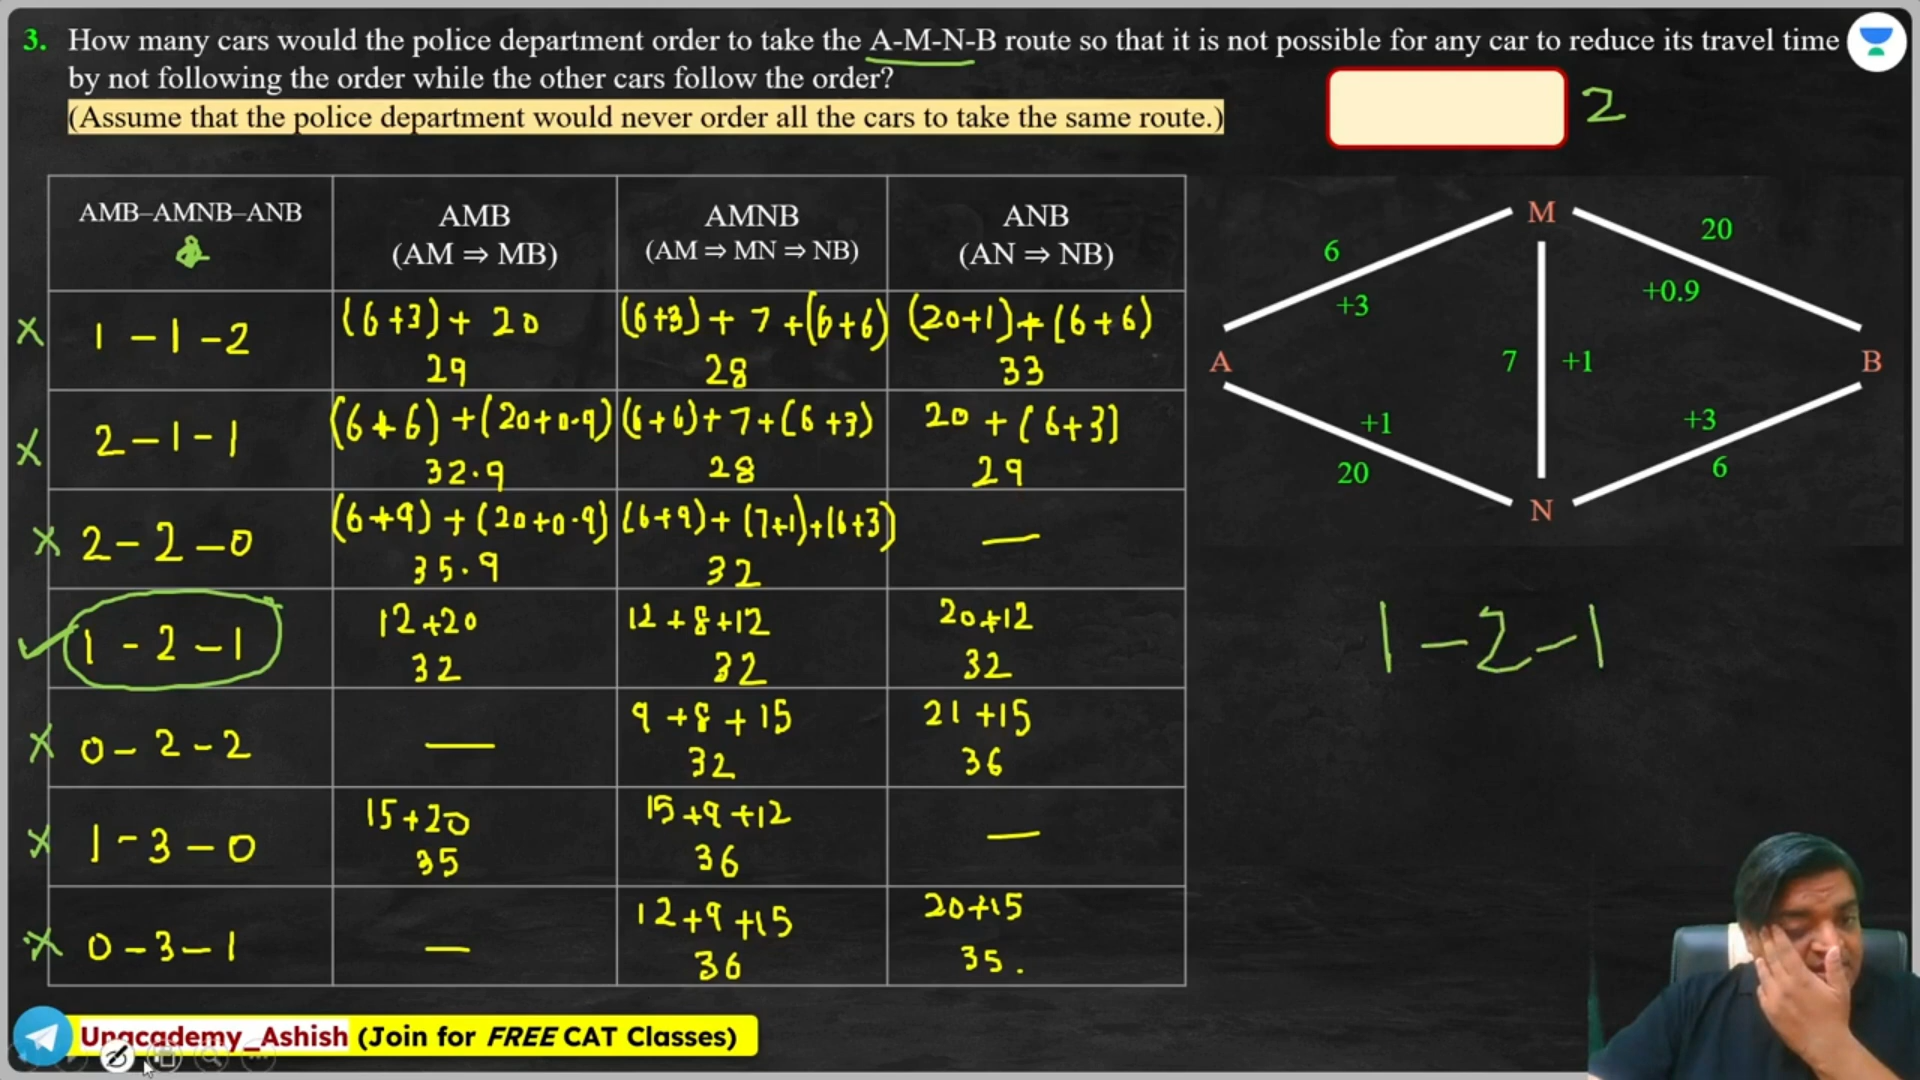 3. How many cars would the police department order to take the A-M-N-B route so that it is not possible for any car to reduce its travel time
by not following the order while the other cars follow the order?
(Assume that the police department would never order all the cars to take the same route.)
2
AMB–AMNB–ANB
AMB
(AM ⇒ MB)
AMNB
(AM ⇒ MN ⇒ NB)
ANB
(AN ⇒ NB)
x 1 - 1 - 2
(6+3) + 20
29
(6+3) + 7 + (6+6)
28
(20+1) + (6+6)
33
x 2 - 1 - 1
(6+6) + (20+0.9)
32.9
(6+6) + 7 + (6+3)
28
20 + (6+3)
29
x 2 - 2 - 0
(6+9) + (20+0.9)
35.9
(6+9) + (7+1) + (6+3)
32
—
✓ 1 - 2 - 1
12+20
32
12+8+12
32
20+12
32
x 0 - 2 - 2
—
9+8+15
32
21+15
36
x 1 - 3 - 0
15+20
35
15+9+12
36
—
x 0 - 3 - 1
—
12+9+15
36
20+15
35.
M
6
20
+3
+0.9
A
7 +1
B
+1
+3
20
6
N
1 - 2 - 1
Unacademy_Ashish (Join for FREE CAT Classes)